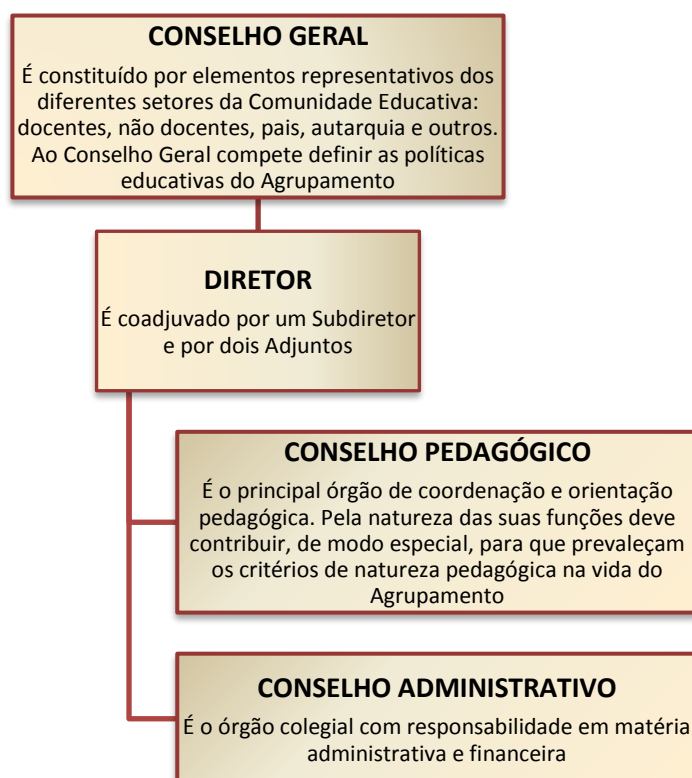 CONSELHO GERAL
É constituído por elementos representativos dos
diferentes setores da Comunidade Educativa:
docentes, não docentes, pais, autarquia e outros.
Ao Conselho Geral compete definir as políticas
educativas do Agrupamento
DIRETOR
É coadjuvado por um Subdiretor
e por dois Adjuntos
CONSELHO PEDAGÓGICO
É o principal órgão de coordenação e orientação
pedagógica. Pela natureza das suas funções deve
contribuir, de modo especial, para que prevaleçam
os critérios de natureza pedagógica na vida do
Agrupamento
CONSELHO ADMINISTRATIVO
É o órgão colegial com responsabilidade em matéria
administrativa e financeira